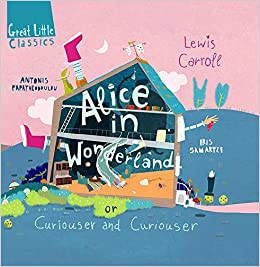 Great Little
Classics
Lewis
Carroll
ANTONIS
PAPATHEODOULOU
Alice
in
Wonderland
IRIS
SAMARTZI
or
Curiouser and Curiouser